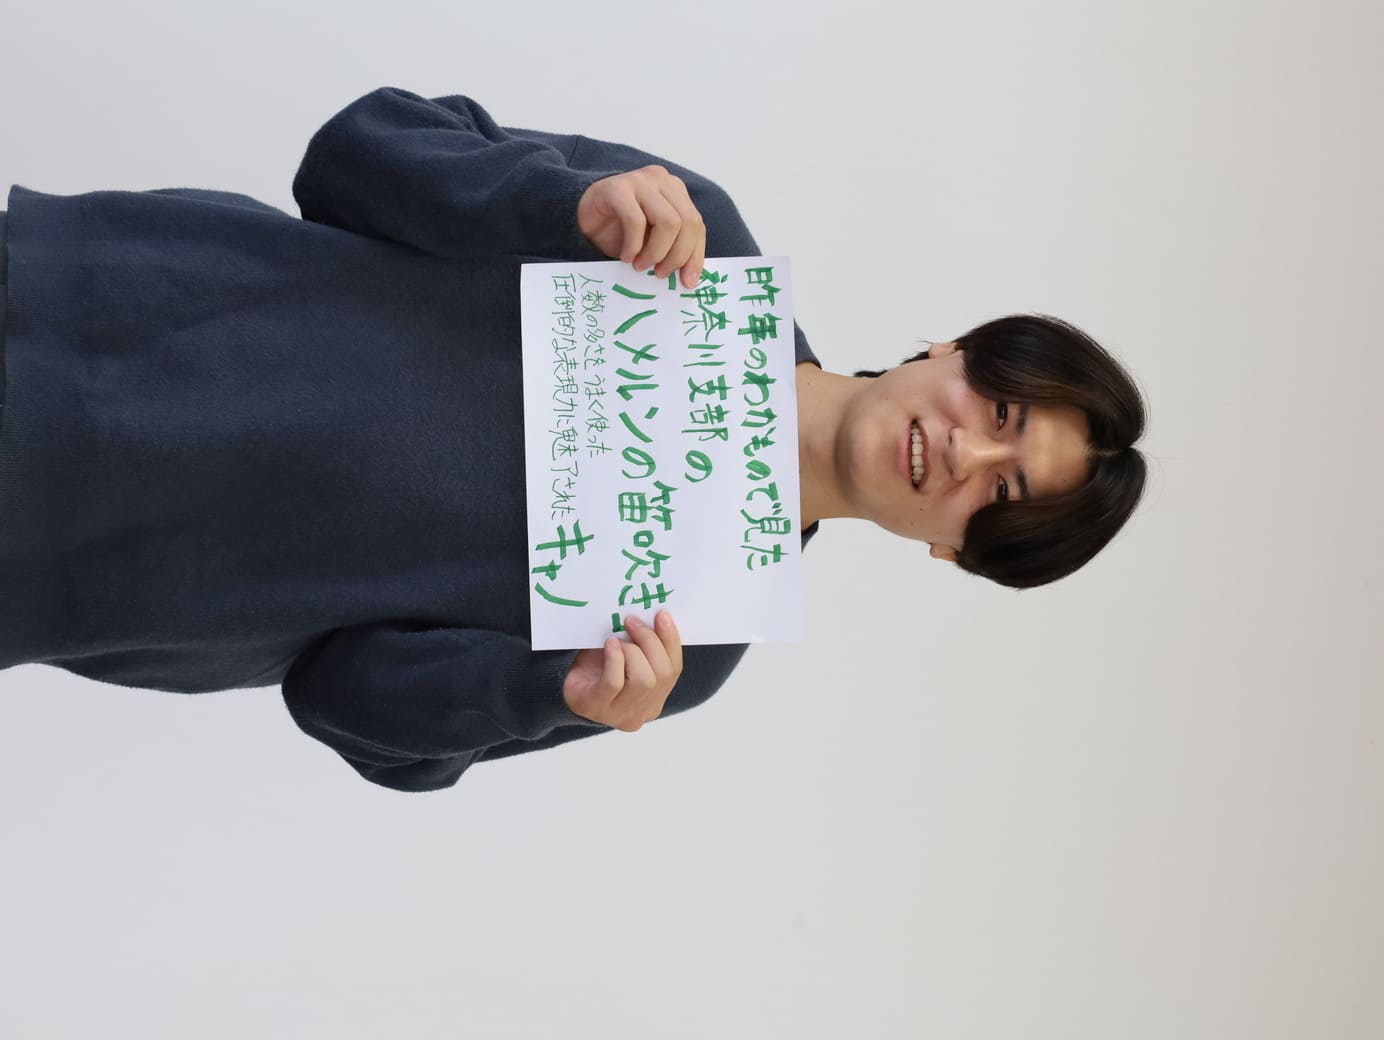 昨年のわかもので見た
神奈川支部の
「ハメルンの笛吹き」
人数の多さをうまく使った
圧倒的な表現力に魅了された キャノ